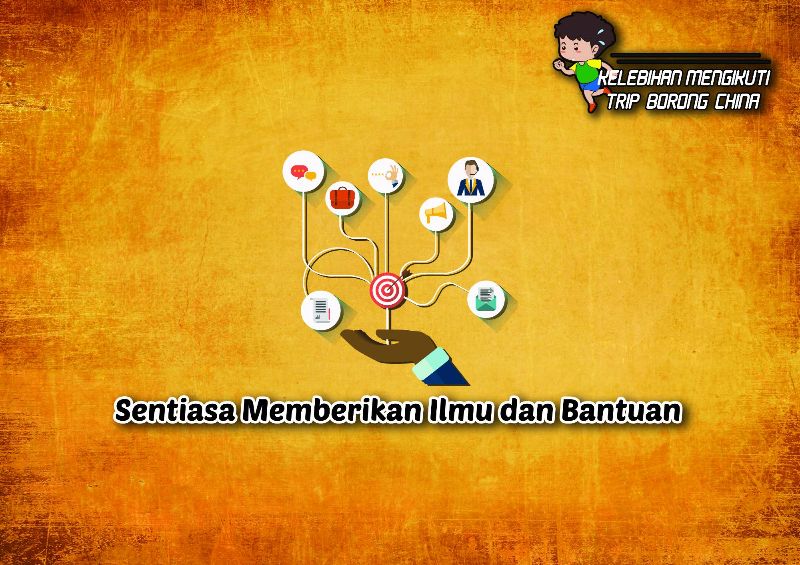 KELEBIHAN MENGIKUTI
TRIP BORONG CHINA
Sentiasa Memberikan Ilmu dan Bantuan